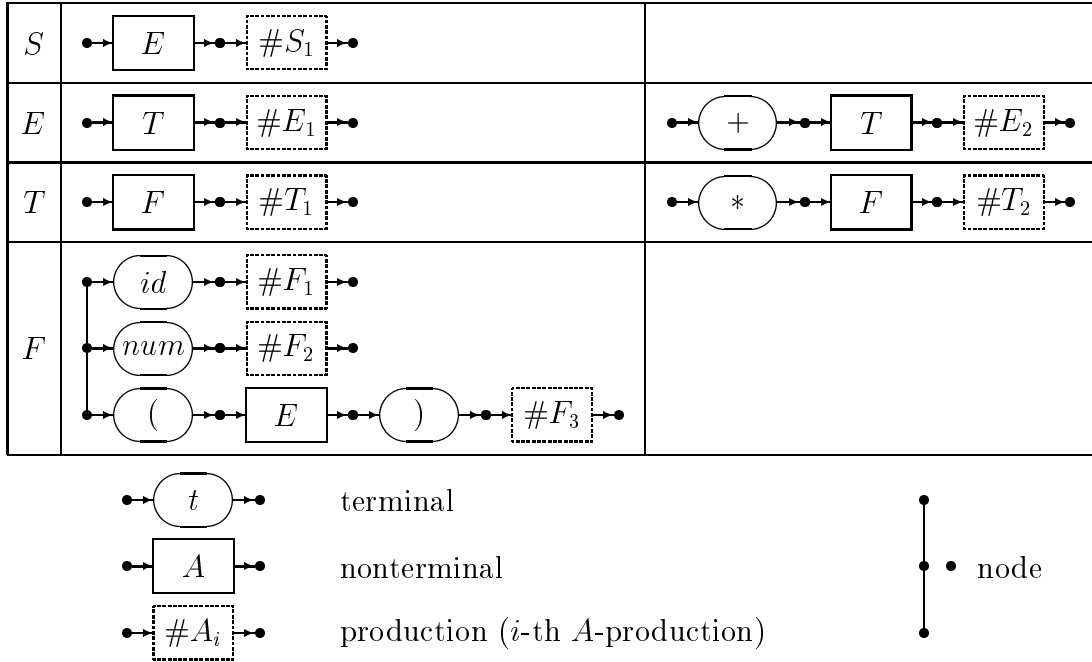 S E #S₁
E T #E₁ + T #E₂
T F #T₁ * F #T₂
id #F₁
F num #F₂
( E ) #F₃
t terminal
A nonterminal • node
#Aᵢ production (i-th A-production)